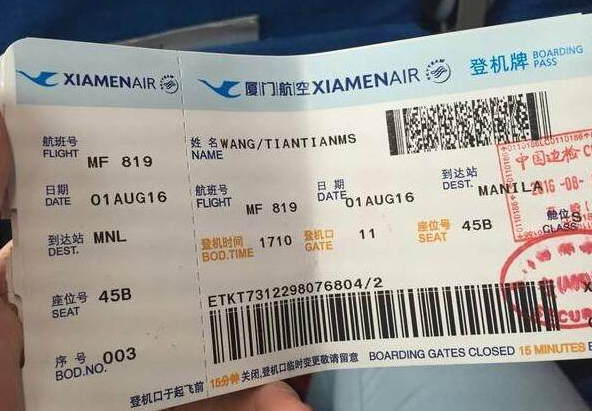 XIAMENAIR
航班号
FLIGHT MF 819
日期
DATE 01AUG16
到达站
DEST. MNL
座位号
SEAT 45B
序号
BOD.NO. 003
厦门航空 XIAMENAIR
登机牌 BOARDING PASS
姓名
NAME WANG/TIANTIANMS
航班号
FLIGHT MF 819
日期
DATE 01AUG16
到达站
DEST. MANILA
登机时间
BOD.TIME 1710
登机口
GATE 11
座位号
SEAT 45B
舱位
CLASS S
ETKT7312298076804/2
登机口于起飞前15分钟关闭,登机口临时变更敬请留意 BOARDING GATES CLOSED 15 MINUTES
中国边检